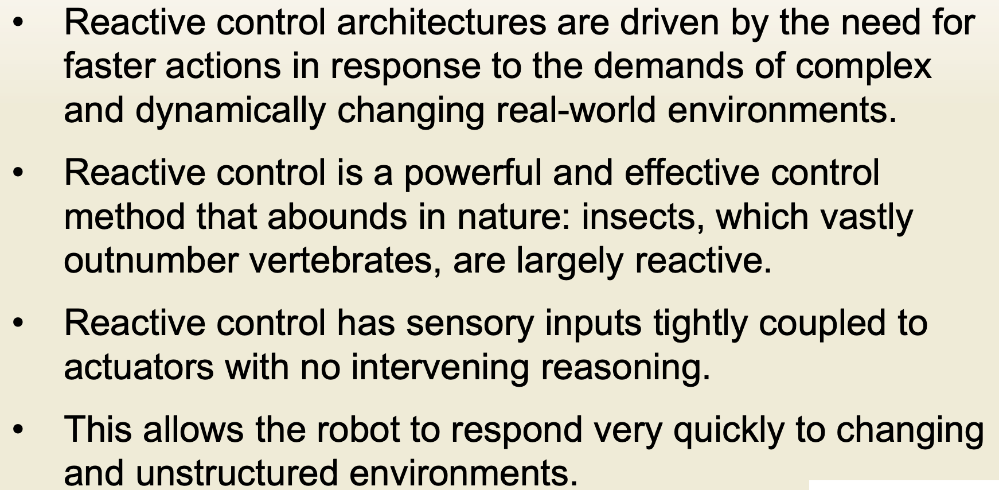 • Reactive control architectures are driven by the need for
faster actions in response to the demands of complex
and dynamically changing real-world environments.
• Reactive control is a powerful and effective control
method that abounds in nature: insects, which vastly
outnumber vertebrates, are largely reactive.
• Reactive control has sensory inputs tightly coupled to
actuators with no intervening reasoning.
• This allows the robot to respond very quickly to changing
and unstructured environments.